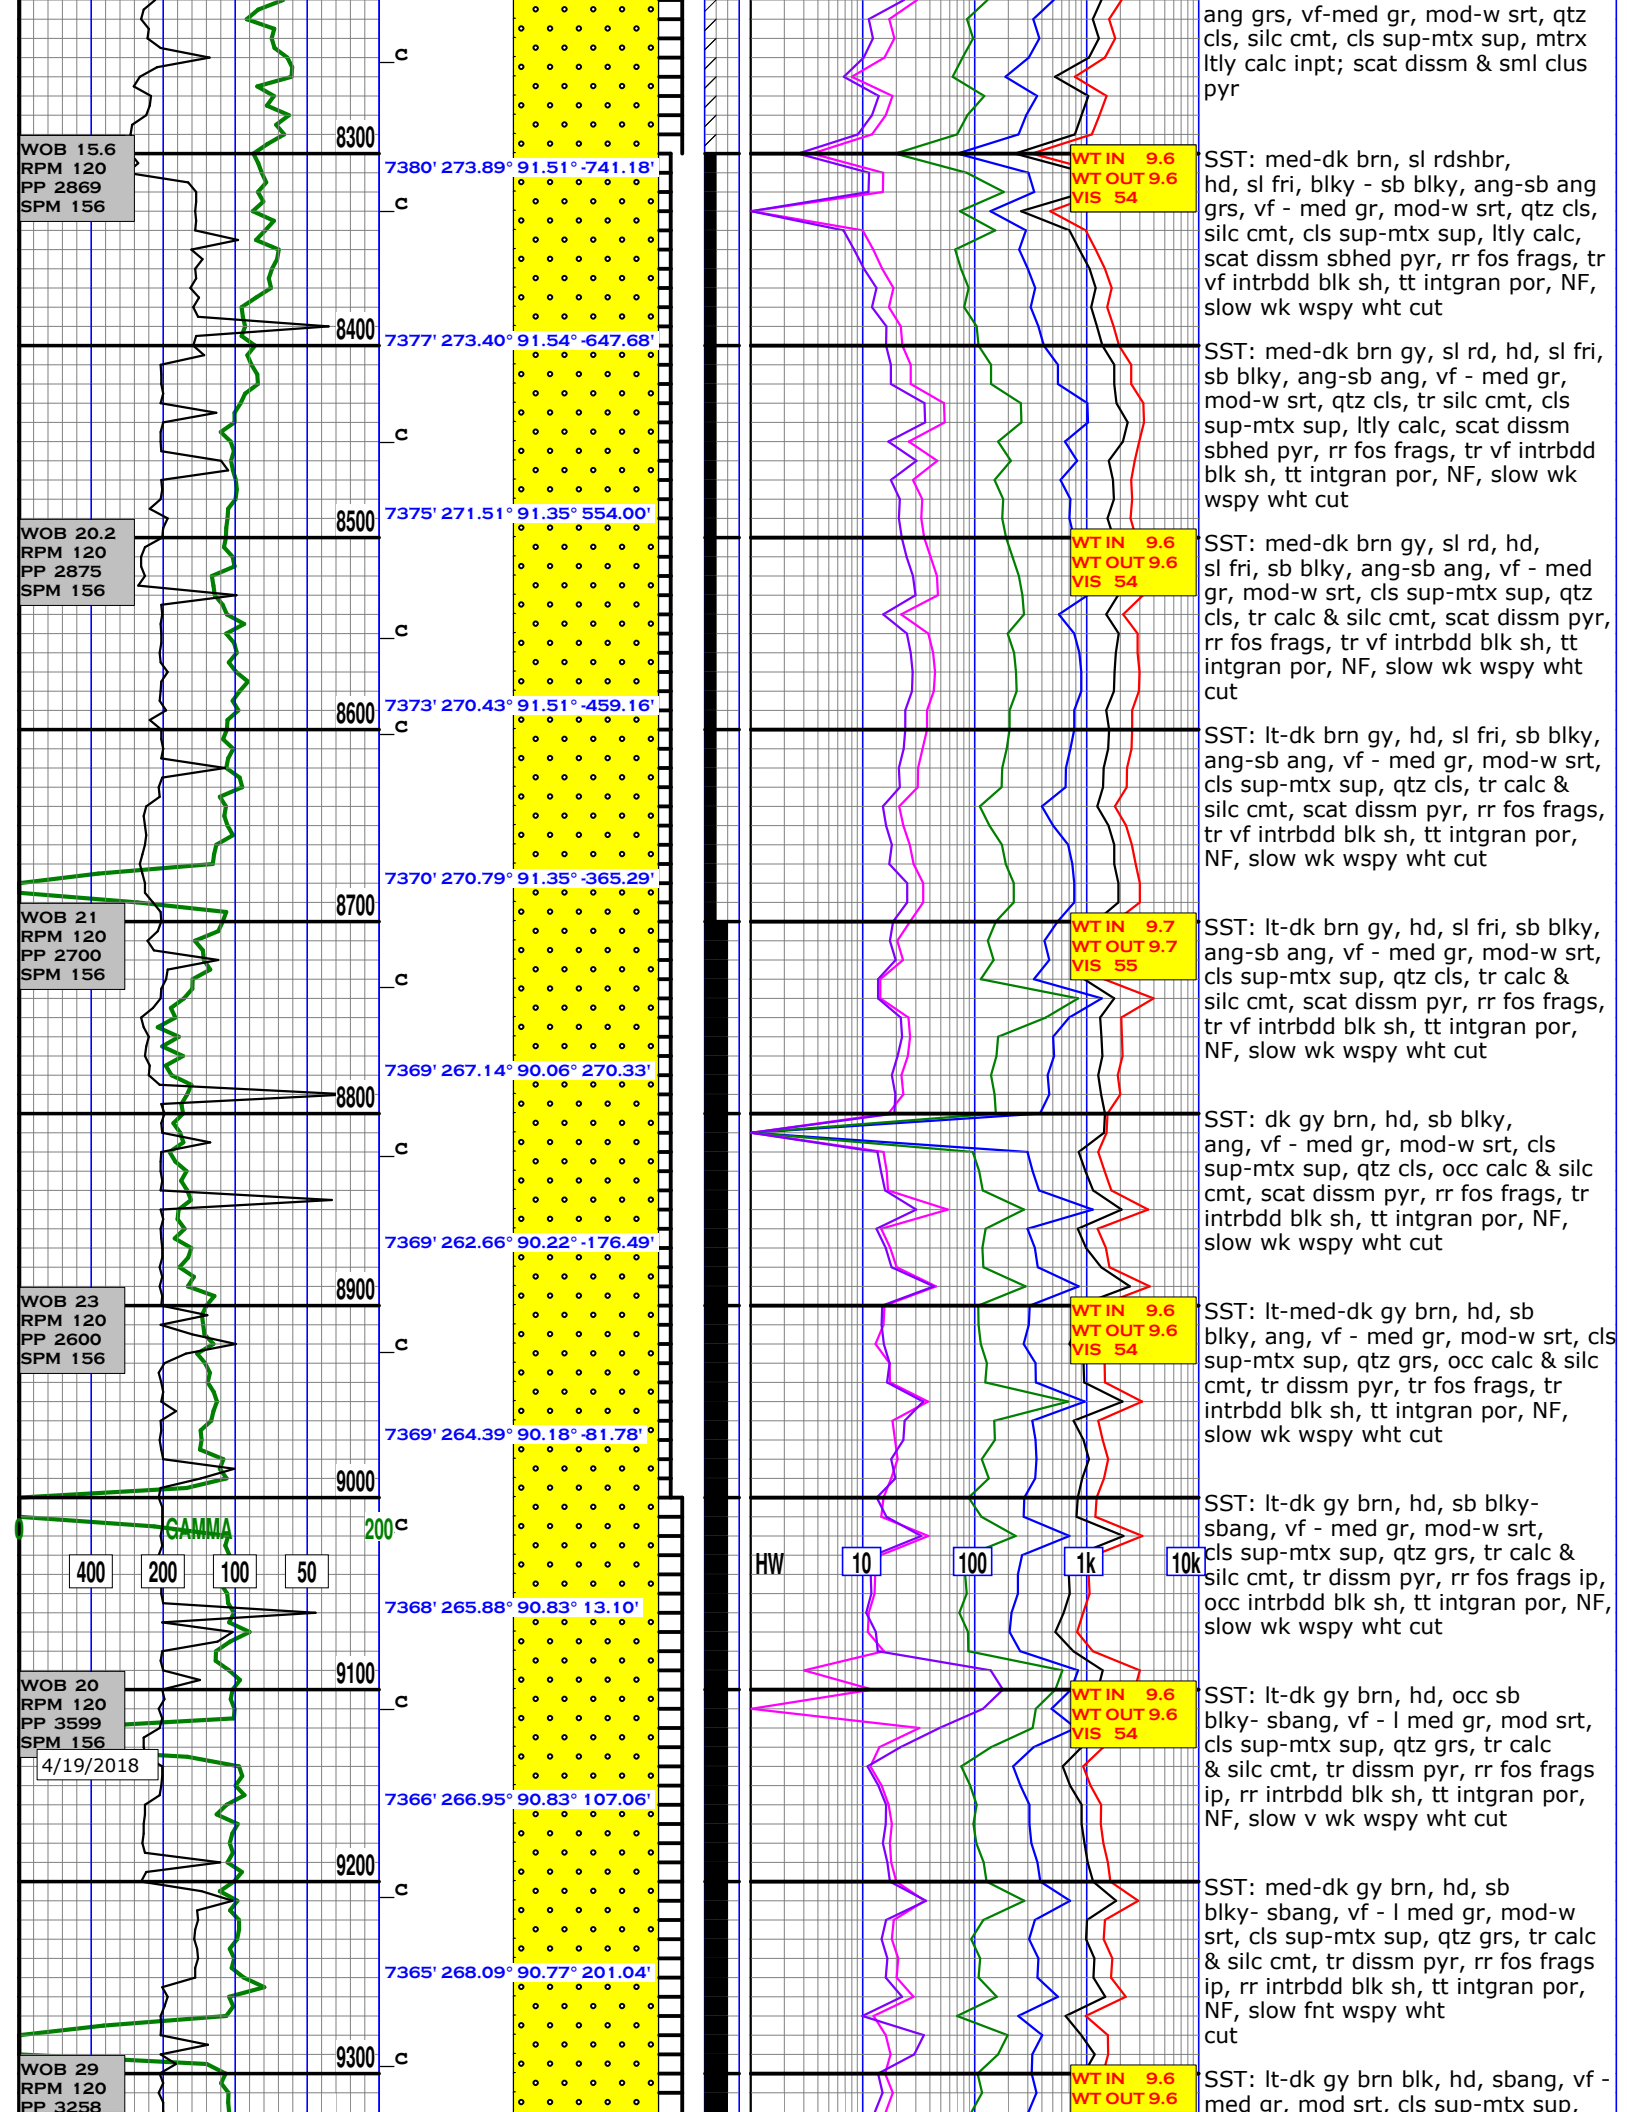 ang grs, vf-med gr, mod-w srt, qtz
cls, silc cmt, cls sup-mtx sup, mtrx
ltly calc inpt; scat dissm & sml clus
pyr
C
8300
WOB 15.6
RPM 120
PP 2869
SPM 156
7380' 273.89° 91.51° -741.18'
WT IN 9.6
WT OUT 9.6
VIS 54
SST: med-dk brn, sl rdshbr,
hd, sl fri, blky - sb blky, ang-sb ang
grs, vf - med gr, mod-w srt, qtz cls,
silc cmt, cls sup-mtx sup, ltly calc,
scat dissm sbhed pyr, rr fos frags, tr
vf intrbdd blk sh, tt intgran por, NF,
slow wk wspy wht cut
C
8400
7377' 273.40° 91.54° -647.68'
SST: med-dk brn gy, sl rd, hd, sl fri,
sb blky, ang-sb ang, vf - med gr,
mod-w srt, qtz cls, tr silc cmt, cls
sup-mtx sup, ltly calc, scat dissm
sbhed pyr, rr fos frags, tr vf intrbdd
blk sh, tt intgran por, NF, slow wk
wspy wht cut
C
8500
7375' 271.51° 91.35° 554.00'
WOB 20.2
RPM 120
PP 2875
SPM 156
WT IN 9.6
WT OUT 9.6
VIS 54
SST: med-dk brn gy, sl rd, hd,
sl fri, sb blky, ang-sb ang, vf - med
gr, mod-w srt, cls sup-mtx sup, qtz
cls, tr calc & silc cmt, scat dissm pyr,
rr fos frags, tr vf intrbdd blk sh, tt
intgran por, NF, slow wk wspy wht
cut
C
8600
7373' 270.43° 91.51° -459.16'
C
SST: lt-dk brn gy, hd, sl fri, sb blky,
ang-sb ang, vf - med gr, mod-w srt,
cls sup-mtx sup, qtz cls, tr calc &
silc cmt, scat dissm pyr, rr fos frags,
tr vf intrbdd blk sh, tt intgran por,
NF, slow wk wspy wht cut
7370' 270.79° 91.35° -365.29'
8700
WOB 21
RPM 120
PP 2700
SPM 156
WT IN 9.7
WT OUT 9.7
VIS 55
SST: lt-dk brn gy, hd, sl fri, sb blky,
ang-sb ang, vf - med gr, mod-w srt,
cls sup-mtx sup, qtz cls, tr calc &
silc cmt, scat dissm pyr, rr fos frags,
tr vf intrbdd blk sh, tt intgran por,
NF, slow wk wspy wht cut
C
7369' 267.14° 90.06° 270.33'
8800
C
SST: dk gy brn, hd, sb blky,
ang, vf - med gr, mod-w srt, cls
sup-mtx sup, qtz cls, occ calc & silc
cmt, scat dissm pyr, rr fos frags, tr
intrbdd blk sh, tt intgran por, NF,
slow wk wspy wht cut
7369' 262.66° 90.22° -176.49'
8900
WOB 23
RPM 120
PP 2600
SPM 156
C
WT IN 9.6
WT OUT 9.6
VIS 54
SST: lt-med-dk gy brn, hd, sb
blky, ang, vf - med gr, mod-w srt, cls
sup-mtx sup, qtz grs, occ calc & silc
cmt, tr dissm pyr, tr fos frags, tr
intrbdd blk sh, tt intgran por, NF,
slow wk wspy wht cut
7369' 264.39° 90.18° -81.78'
9000
SST: lt-dk gy brn, hd, sb blky-
sbang, vf - med gr, mod-w srt,
cls sup-mtx sup, qtz grs, tr calc &
silc cmt, tr dissm pyr, rr fos frags ip,
occ intrbdd blk sh, tt intgran por, NF,
slow wk wspy wht cut
0 GAMMA 200 C
400 200 100 50
HW 10 100 1k 10k
7368' 265.88° 90.83° 13.10'
9100
WOB 20
RPM 120
PP 3599
SPM 156
4/19/2018
C
WT IN 9.6
WT OUT 9.6
VIS 54
SST: lt-dk gy brn, hd, occ sb
blky- sbang, vf - l med gr, mod srt,
cls sup-mtx sup, qtz grs, tr calc
& silc cmt, tr dissm pyr, rr fos frags
ip, rr intrbdd blk sh, tt intgran por,
NF, slow v wk wspy wht cut
7366' 266.95° 90.83° 107.06'
9200
C
SST: med-dk gy brn, hd, sb
blky- sbang, vf - l med gr, mod-w
srt, cls sup-mtx sup, qtz grs, tr calc
& silc cmt, tr dissm pyr, rr fos frags
ip, rr intrbdd blk sh, tt intgran por,
NF, slow fnt wspy wht
cut
7365' 268.09° 90.77° 201.04'
9300
C
WOB 29
RPM 120
PP 3258
WT IN 9.6
WT OUT 9.6
SST: lt-dk gy brn blk, hd, sbang, vf -
med gr, mod srt, cls sup-mtx sup,